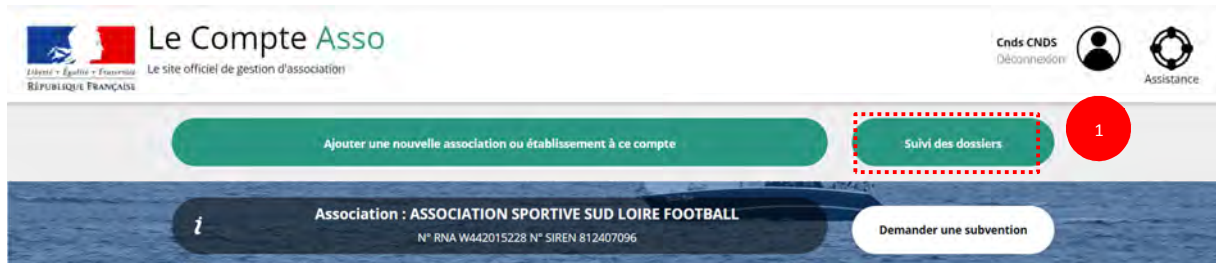 Le Compte Asso
Le site officiel de gestion d'association
Liberté • Égalité • Fraternité
RÉPUBLIQUE FRANÇAISE
Cnds CNDS
Déconnexion
Assistance
Ajouter une nouvelle association ou établissement à ce compte
Suivi des dossiers
1
i
Association : ASSOCIATION SPORTIVE SUD LOIRE FOOTBALL
N° RNA W442015228 N° SIREN 812407096
Demander une subvention